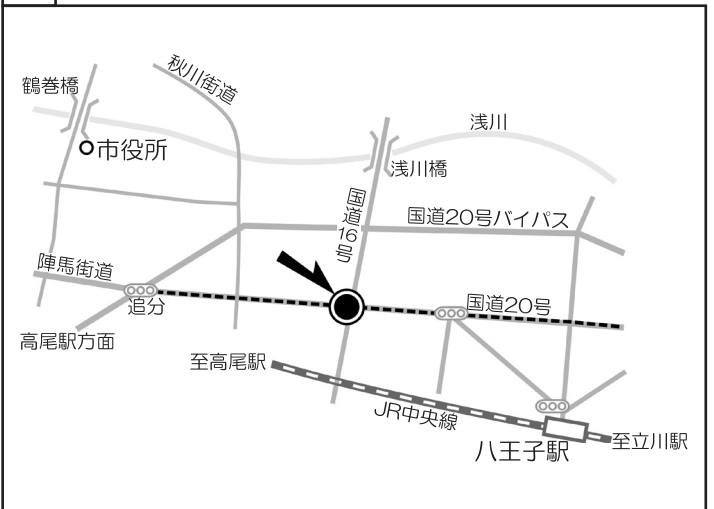 鶴巻橋
秋川街道
市役所
浅川
浅川橋
国道16号
国道20号バイパス
陣馬街道
追分
国道20号
高尾駅方面
至高尾駅
JR中央線
八王子駅
至立川駅